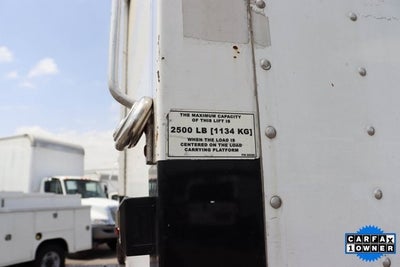 THE MAXIMUM CAPACITY
OF THIS LIFT IS
2500 LB [1134 KG]
WHEN THE LOAD IS
CENTERED ON THE LOAD
CARRYING PLATFORM
CARFAX
1 OWNER